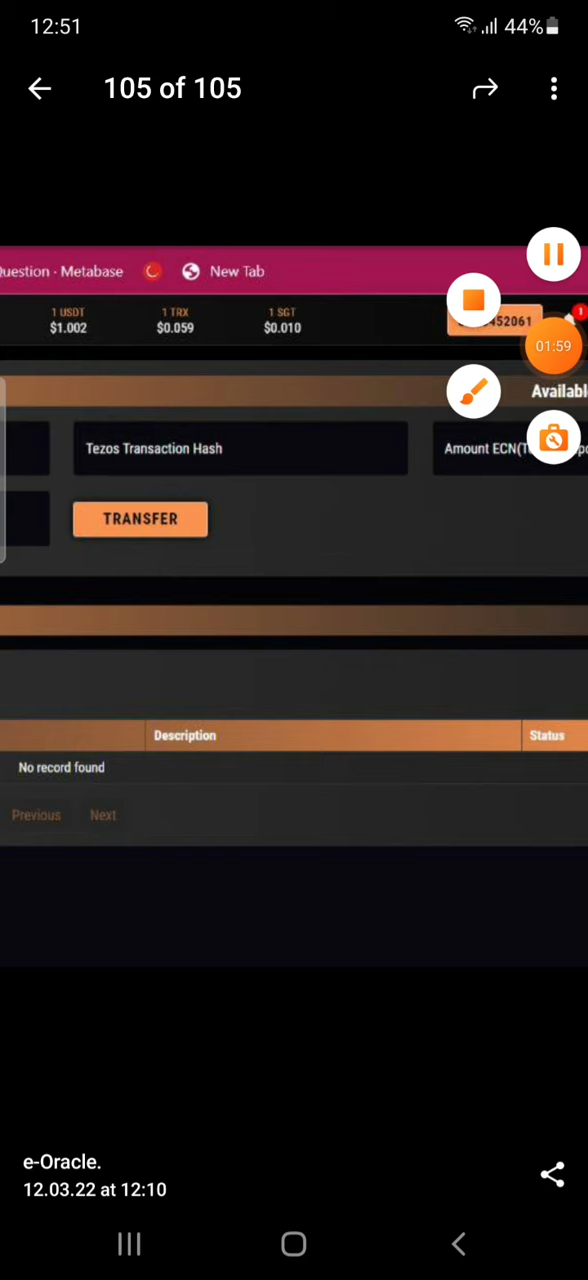 12:51
44%
105 of 105
Question · Metabase
New Tab
1 USDT
1 TRX
1 SGT
$1.002
$0.059
$0.010
452061
1
01:59
Availabl
Tezos Transaction Hash
Amount ECN(T
TRANSFER
Description
Status
No record found
Previous
Next
e-Oracle.
12.03.22 at 12:10